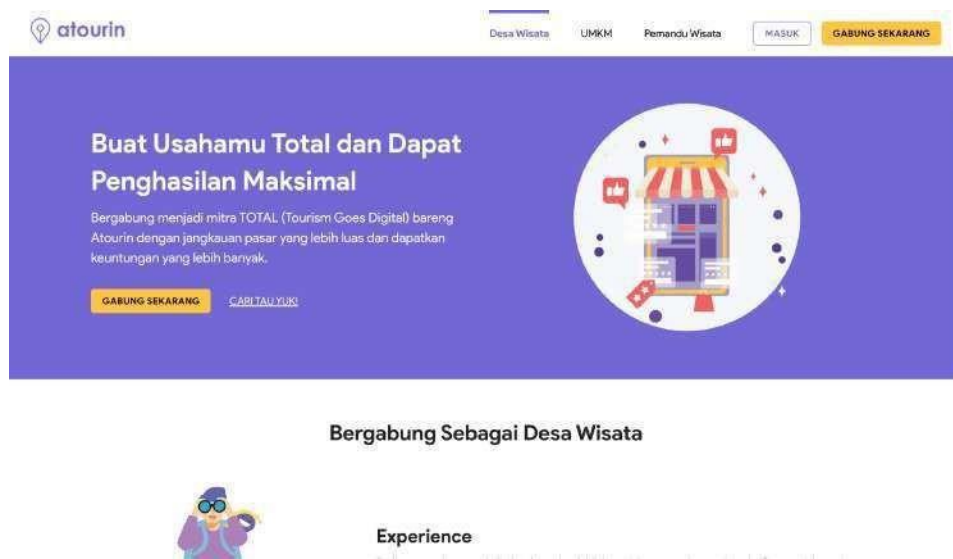 atourin
Desa Wisata UMKM Pemandu Wisata MASUK GABUNG SEKARANG
Buat Usahamu Total dan Dapat
Penghasilan Maksimal
Bergabung menjadi mitra TOTAL (Tourism Goes Digital) bareng
Atourin dengan jangkauan pasar yang lebih luas dan dapatkan
keuntungan yang lebih banyak.
GABUNG SEKARANG CARI TAU YUK!
Bergabung Sebagai Desa Wisata
Experience